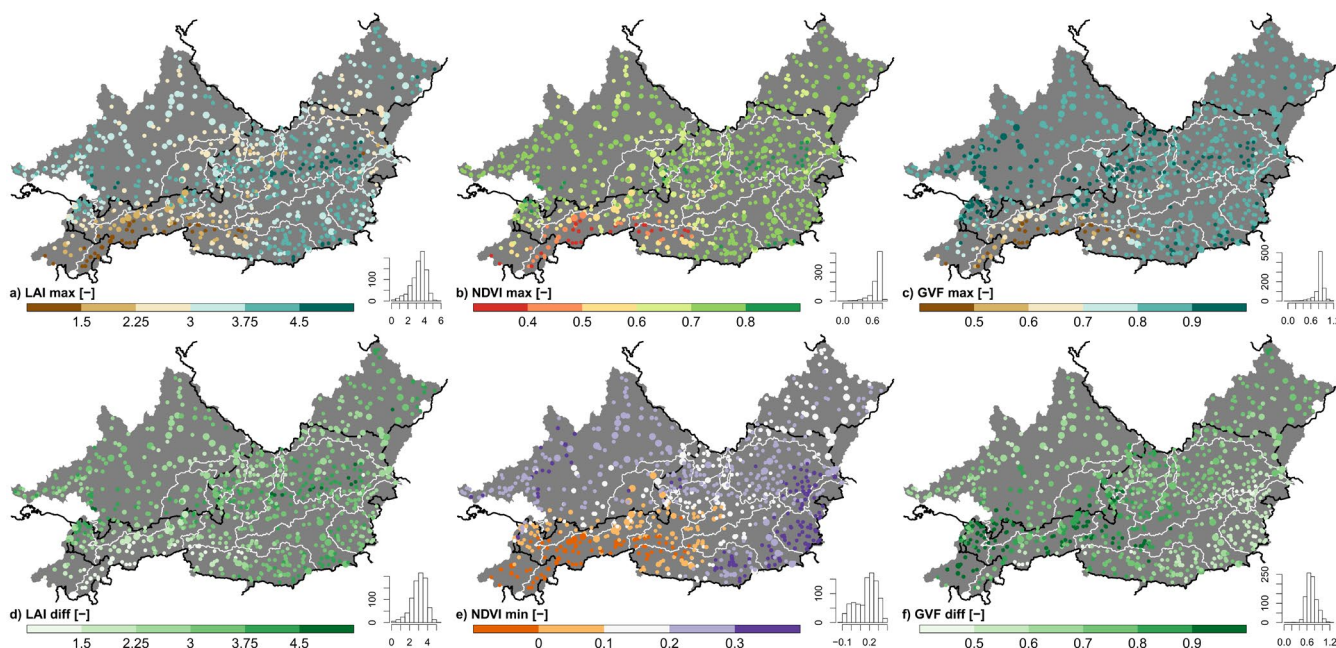 100
0
0 2 4 6
a) LAI max [−]
1.5 2.25 3 3.75 4.5
300
0
0.0 0.6
b) NDVI max [−]
0.4 0.5 0.6 0.7 0.8
500
300
0
0.0 0.6 1.2
c) GVF max [−]
0.5 0.6 0.7 0.8 0.9
100
0
0 2 4
d) LAI diff [−]
1.5 2.25 3 3.75 4.5
100
0
−0.1 0.2
e) NDVI min [−]
0 0.1 0.2 0.3
250
100
0
0.0 0.6 1.2
f) GVF diff [−]
0.5 0.6 0.7 0.8 0.9